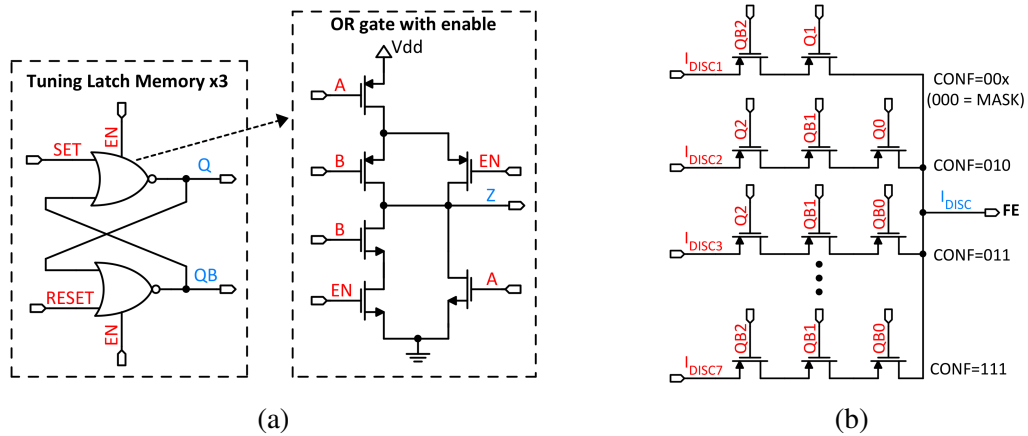 Tuning Latch Memory x3
EN
SET
Q
QB
RESET
EN
OR gate with enable
Vdd
A
B
EN
Z
B
EN
A
(a)
QB2
Q1
I_DISC1
CONF=00x
(000 = MASK)
Q2
QB1
Q0
I_DISC2
CONF=010
I_DISC
FE
Q2
QB1
QB0
I_DISC3
CONF=011
QB2
QB1
QB0
I_DISC7
CONF=111
(b)